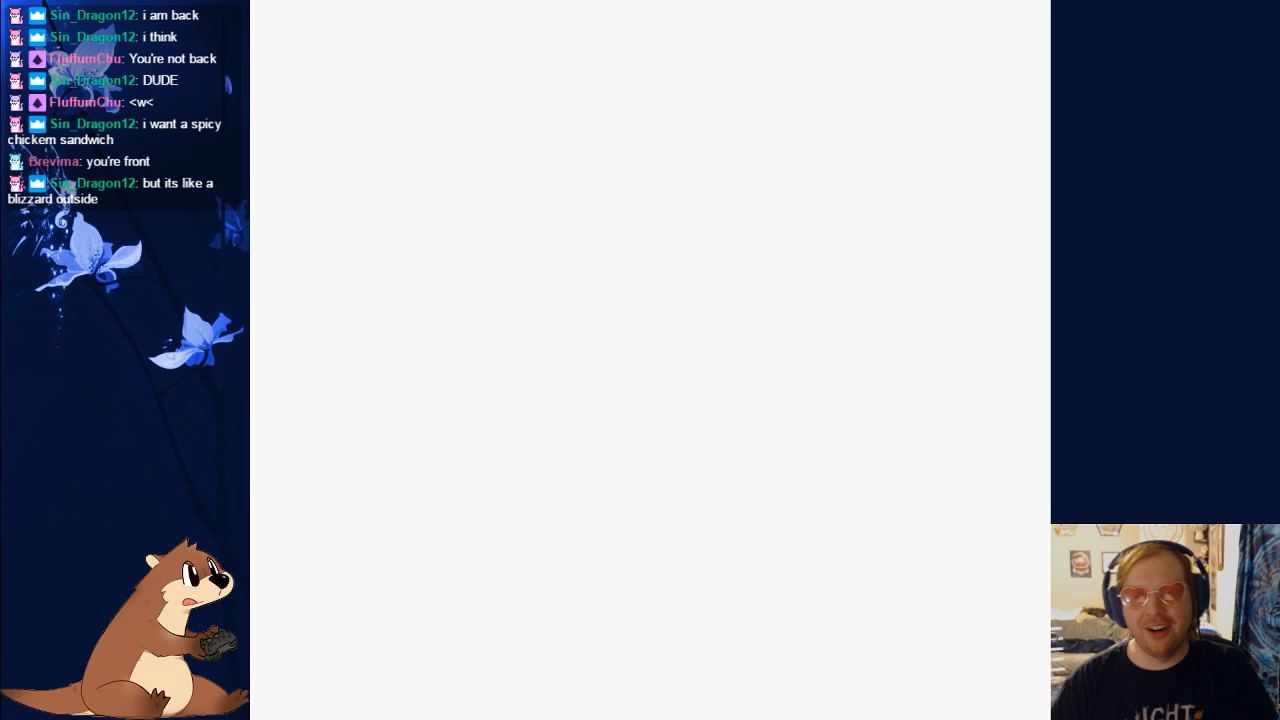 Sin_Dragon12: i am back
Sin_Dragon12: i think
FluffumChu: You're not back
Sin_Dragon12: DUDE
FluffumChu: <w<
Sin_Dragon12: i want a spicy
chickem sandwich
Brevima: you're front
Sin_Dragon12: but its like a
blizzard outside